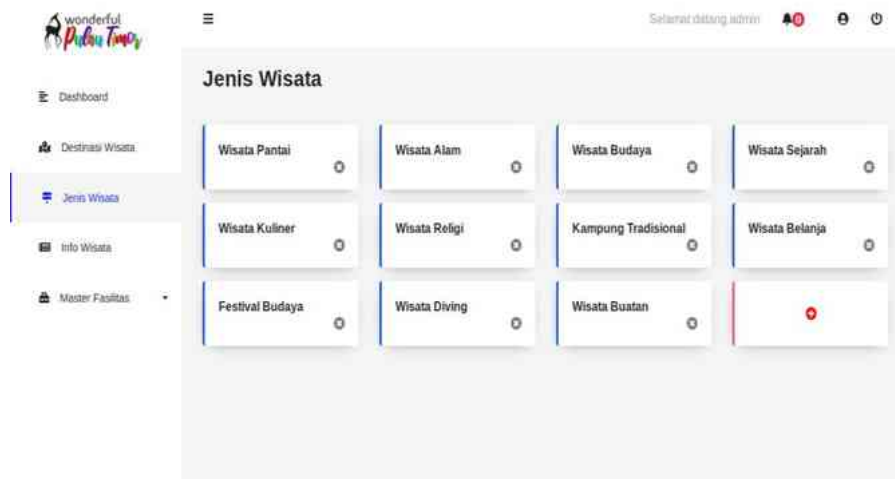 wonderful
Pulau Timor
Selamat datang admin
0
Dashboard
Destinasi Wisata
Jenis Wisata
Info Wisata
Master Fasilitas
Jenis Wisata
Wisata Pantai
Wisata Alam
Wisata Budaya
Wisata Sejarah
Wisata Kuliner
Wisata Religi
Kampung Tradisional
Wisata Belanja
Festival Budaya
Wisata Diving
Wisata Buatan